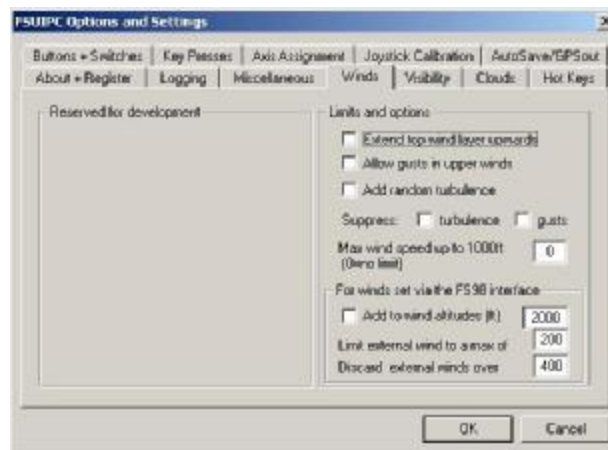 FSUIPC Options and Settings
Buttons + Switches
Key Presses
Axis Assignment
Joystick Calibration
AutoSave/GPSout
About + Register
Logging
Miscellaneous
Winds
Visibility
Clouds
Hot Keys
Reserved for development
Limits and options
Extend top wind layer upwards
Allow gusts in upper winds
Add random turbulence
Suppress: turbulence gusts
Max wind speed up to 1000ft 0
(0=no limit)
For winds set via the FS98 interface
Add to wind altitudes (ft) 2000
Limit external wind to a max of 200
Discard external winds over 400
OK
Cancel